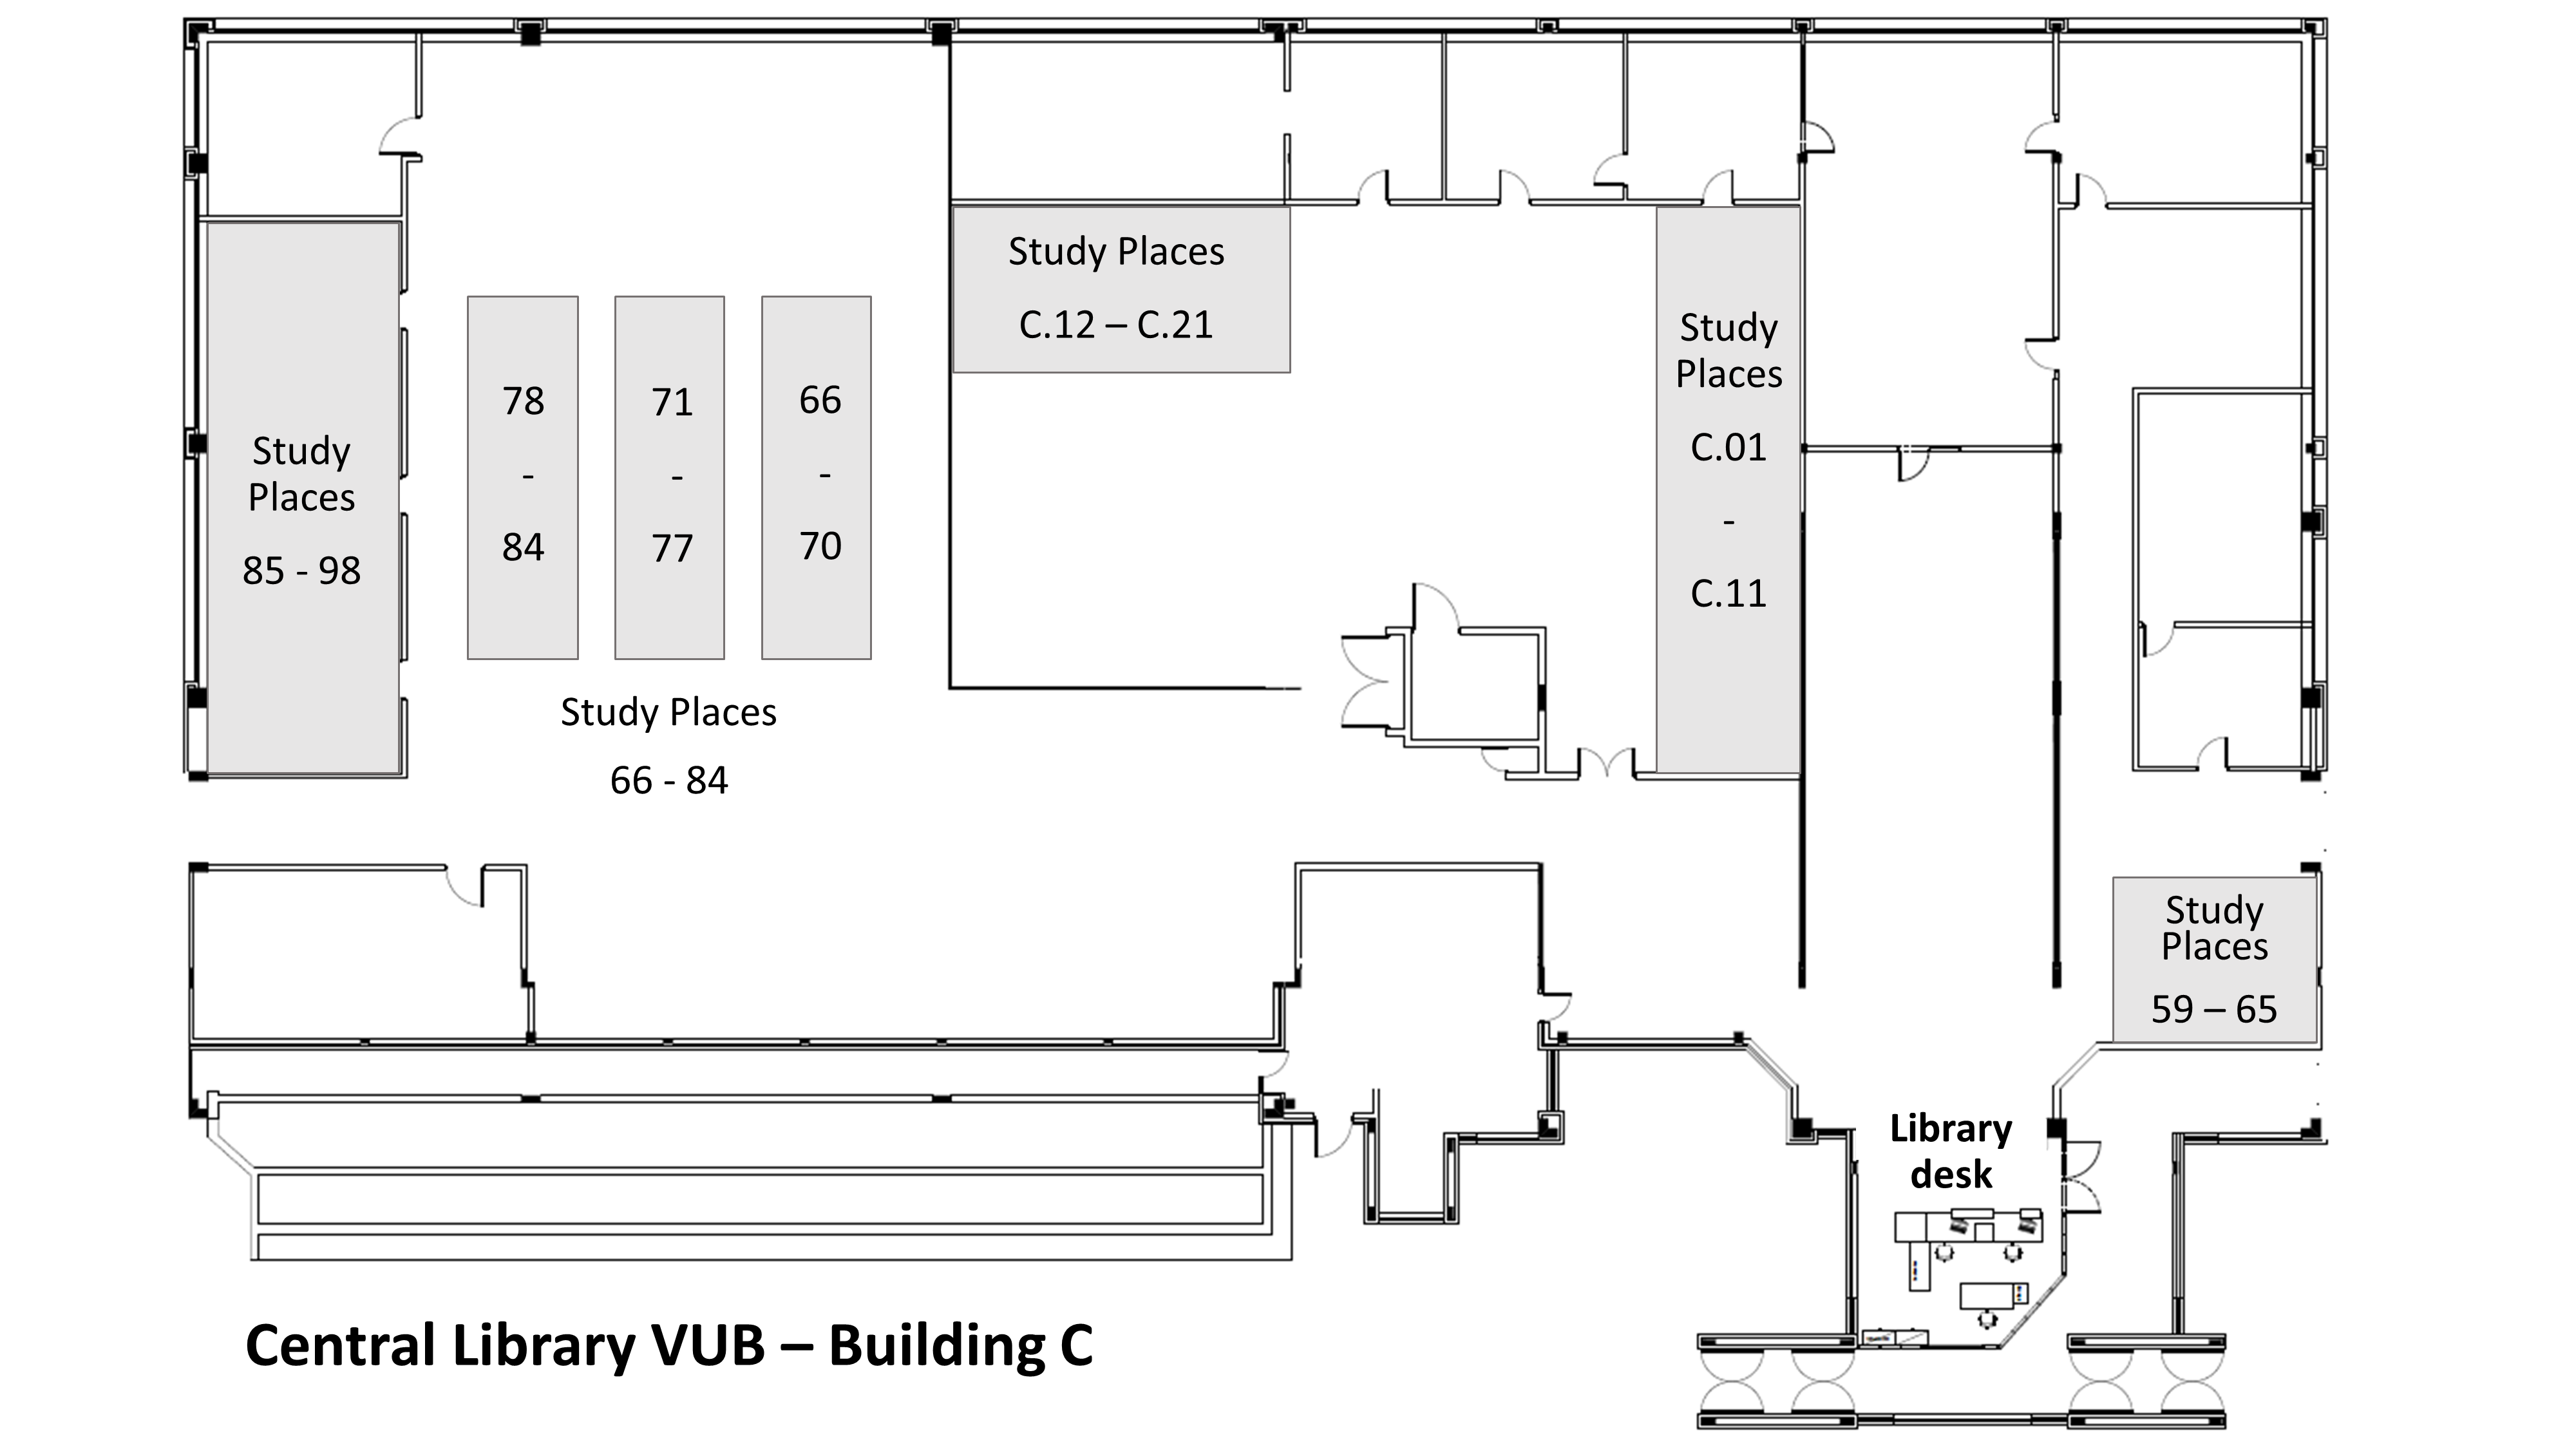 Study Places
C.12 – C.21
Study
Places
C.01
-
C.11
78
-
84
71
-
77
66
-
70
Study
Places
85 - 98
Study Places
66 - 84
Study
Places
59 – 65
Library
desk
Central Library VUB – Building C